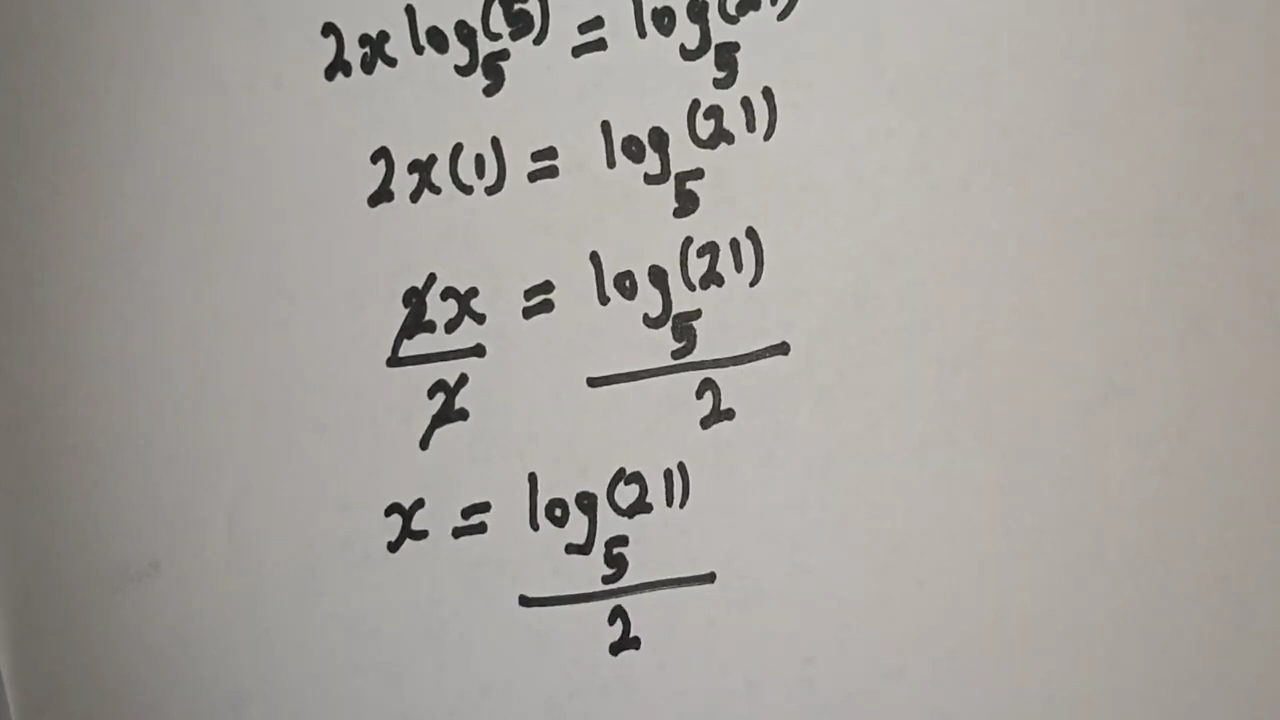 2x log₅(5) = log₅(21)
2x(1) = log₅(21)
2x/2 = log₅(21)/2
x = log₅(21)/2